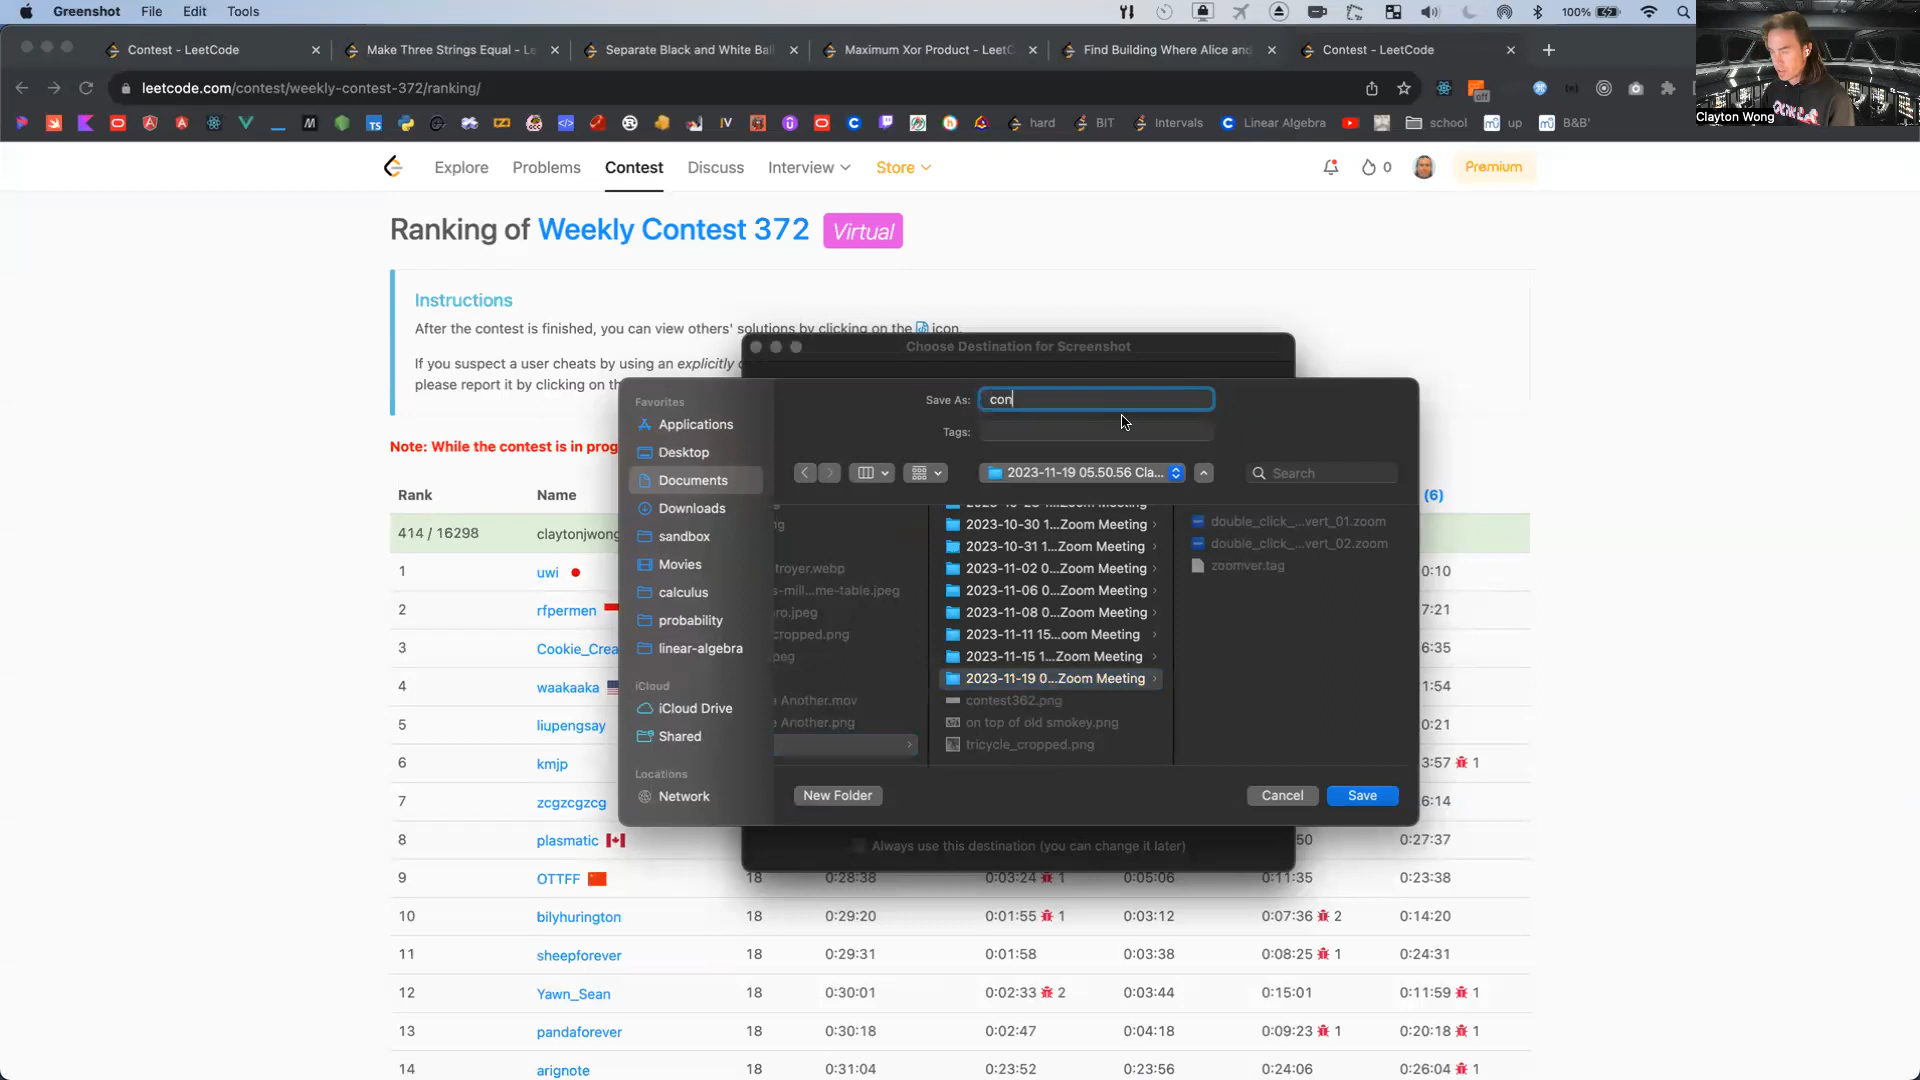 Greenshot File Edit Tools 100%
Contest - LeetCode Make Three Strings Equal - Le Separate Black and White Ball Maximum Xor Product - LeetC Find Building Where Alice and Contest - LeetCode
leetcode.com/contest/weekly-contest-372/ranking/ off
Clayton Wong
hard BIT Intervals Linear Algebra school up B&B'
Explore Problems Contest Discuss Interview Store 0 Premium
Ranking of Weekly Contest 372 Virtual
Instructions
After the contest is finished, you can view others' solutions by clicking on the icon.
If you suspect a user cheats by using an explicitly
please report it by clicking on th
Note: While the contest is in prog
Choose Destination for Screenshot
Save As: con
Tags:
2023-11-19 05.50.56 Cla... Search
Favorites
Applications
Desktop
Documents
Downloads
sandbox
Movies
calculus
probability
linear-algebra
iCloud
iCloud Drive
Shared
Locations
Network
troyer.webp
s-mill...me-table.jpeg
ro.jpeg
cropped.png
peg
e Another.mov
e Another.png
2023-10-30 1...Zoom Meeting
2023-10-31 1...Zoom Meeting
2023-11-02 0...Zoom Meeting
2023-11-06 0...Zoom Meeting
2023-11-08 0...Zoom Meeting
2023-11-11 15...oom Meeting
2023-11-15 1...Zoom Meeting
2023-11-19 0...Zoom Meeting
contest362.png
on top of old smokey.png
tricycle_cropped.png
double_click_...vert_01.zoom
double_click_...vert_02.zoom
zoomver.tag
New Folder Cancel Save
Always use this destination (you can change it later)
Rank Name (6)
414 / 16298 claytonjwong
1 uwi 0:10
2 rfpermen 7:21
3 Cookie_Crea 6:35
4 waakaaka 1:54
5 liupengsay 0:21
6 kmjp 3:57 1
7 zcgzcgzcg 6:14
8 plasmatic 50 0:27:37
9 OTTFF 18 0:28:38 0:03:24 1 0:05:06 0:11:35 0:23:38
10 bilyhurington 18 0:29:20 0:01:55 1 0:03:12 0:07:36 2 0:14:20
11 sheepforever 18 0:29:31 0:01:58 0:03:38 0:08:25 1 0:24:31
12 Yawn_Sean 18 0:30:01 0:02:33 2 0:03:44 0:15:01 0:11:59 1
13 pandaforever 18 0:30:18 0:02:47 0:04:18 0:09:23 1 0:20:18 1
14 arignote 18 0:31:04 0:23:52 0:23:56 0:24:06 0:26:04 1